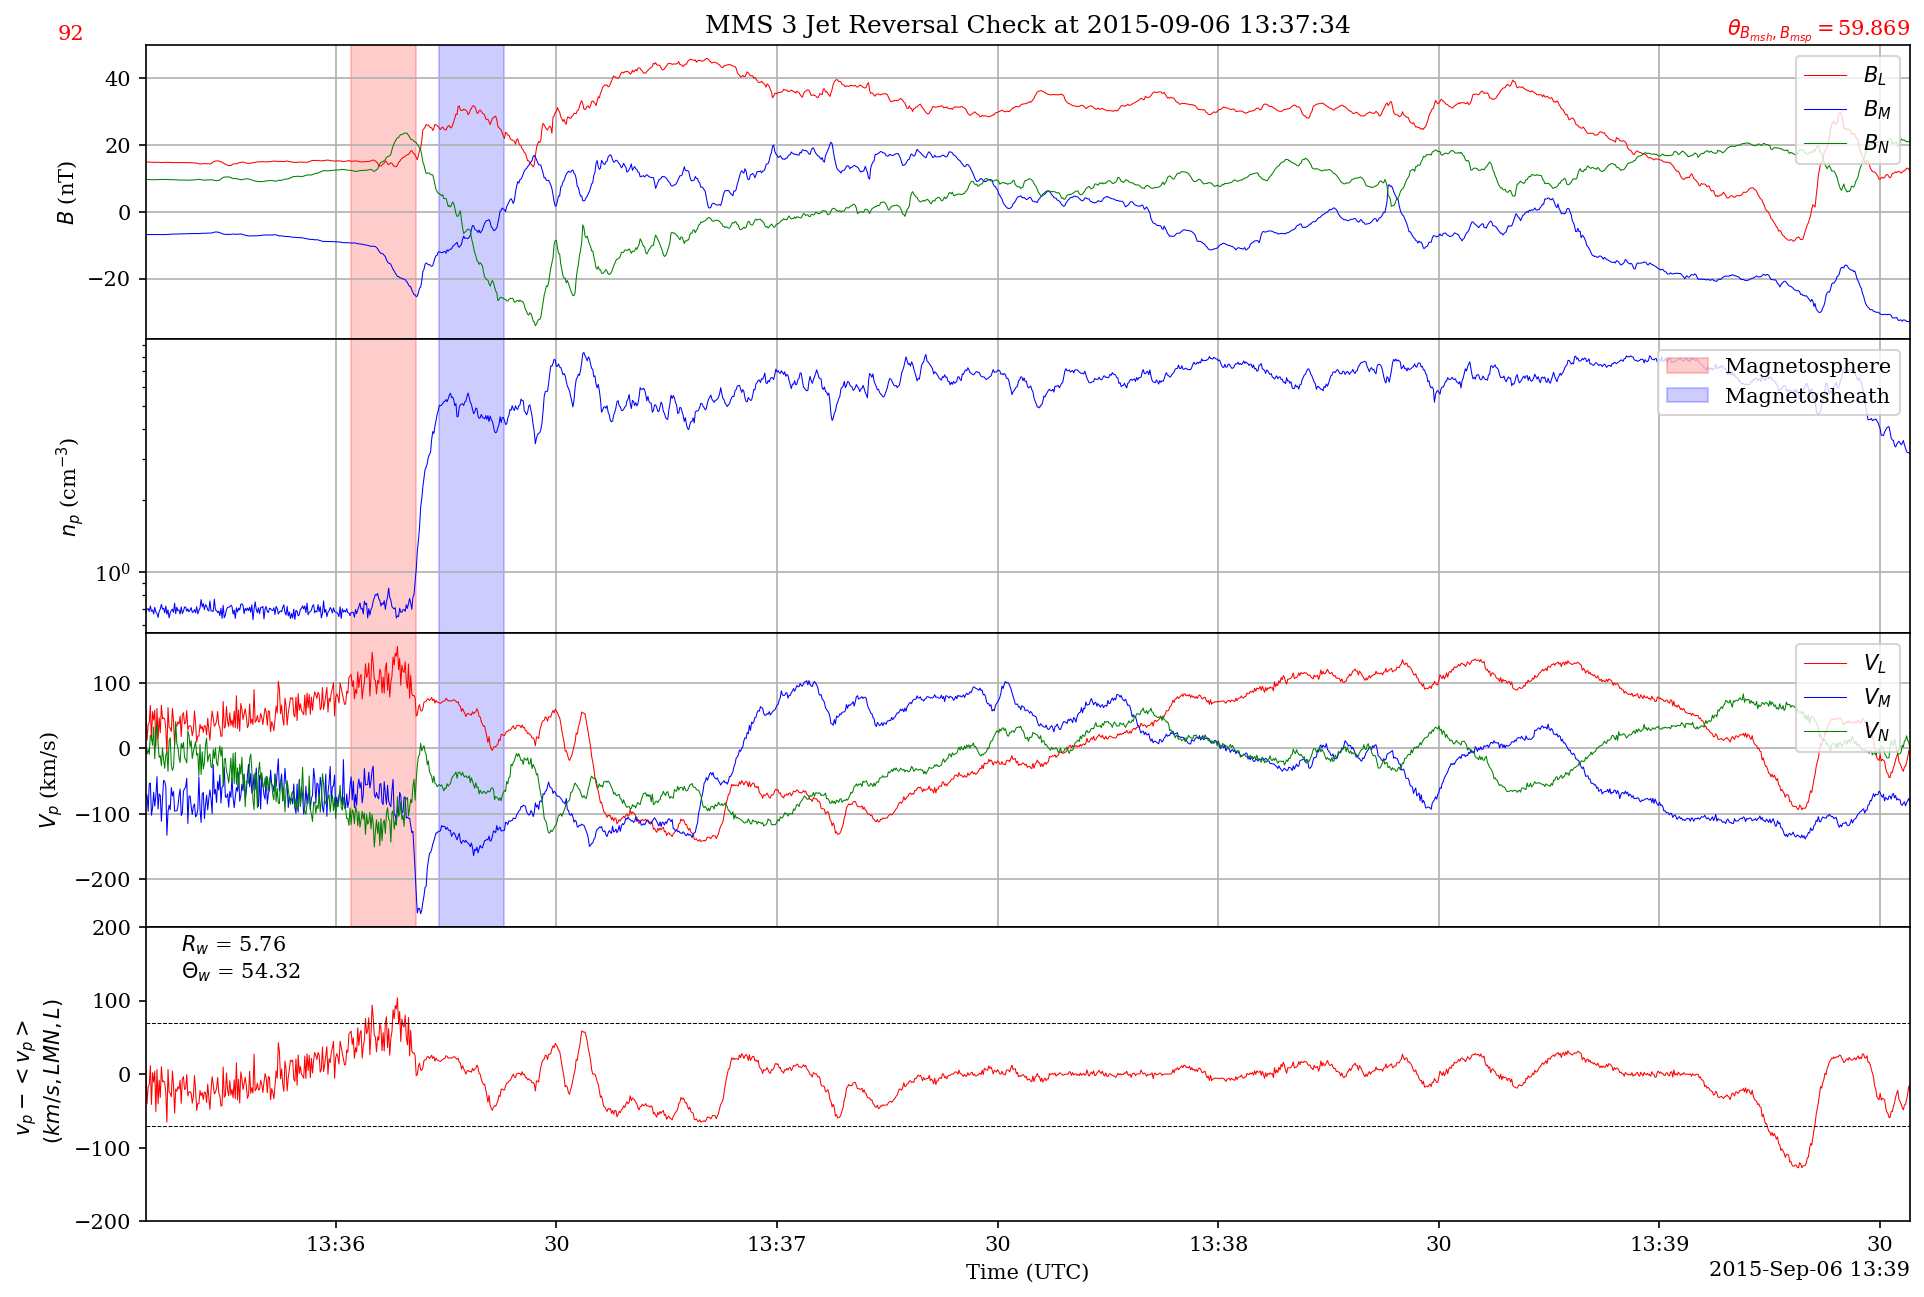 MMS 3 Jet Reversal Check at 2015-09-06 13:37:34
92
θ_{B_{msh}, B_{msp}} = 59.869
40
20
0
−20
B (nT)
B_L
B_M
B_N
10⁰
n_p (cm⁻³)
Magnetosphere
Magnetosheath
100
0
−100
−200
V_p (km/s)
V_L
V_M
V_N
200
100
0
−100
−200
v_p − < v_p >
(km/s, LMN, L)
R_w = 5.76
Θ_w = 54.32
13:36
30
13:37
30
13:38
30
13:39
30
Time (UTC)
2015-Sep-06 13:39